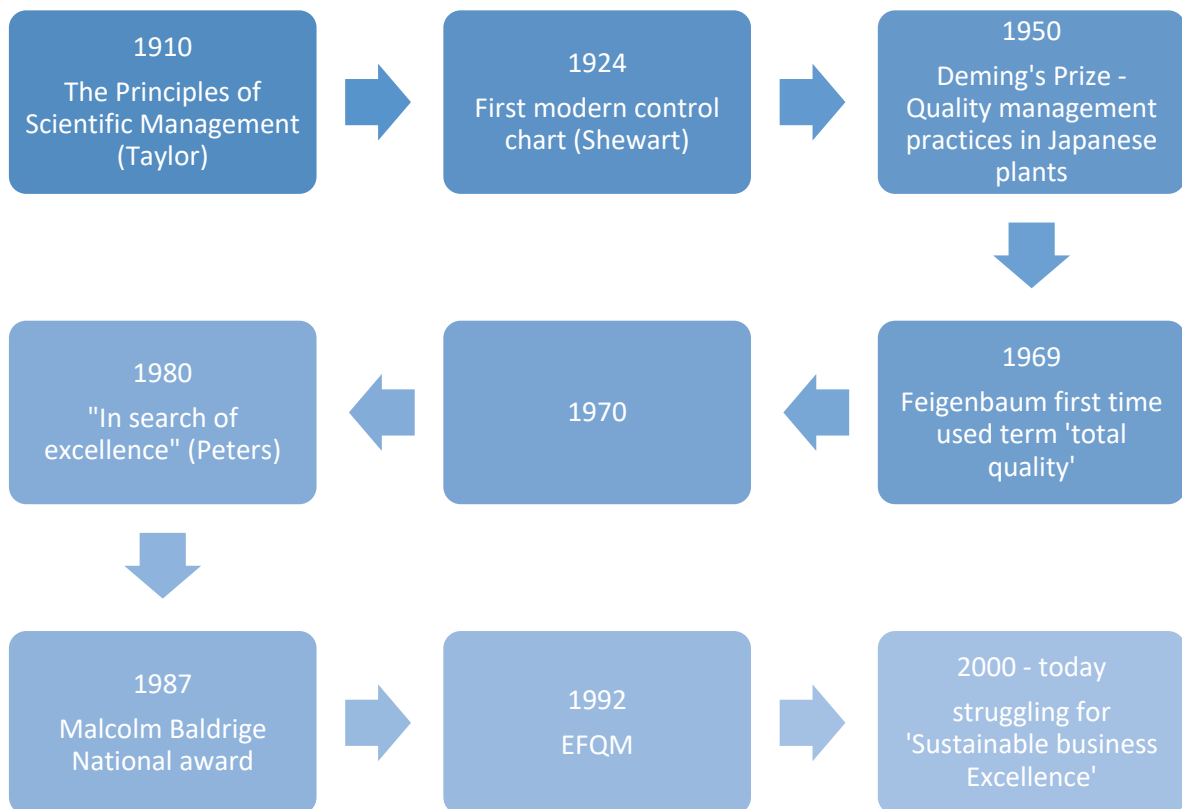 1910
The Principles of
Scientific Management
(Taylor)
1924
First modern control
chart (Shewart)
1950
Deming's Prize -
Quality management
practices in Japanese
plants
1969
Feigenbaum first time
used term 'total
quality'
1970
1980
"In search of
excellence" (Peters)
1987
Malcolm Baldrige
National award
1992
EFQM
2000 - today
struggling for
'Sustainable business
Excellence'